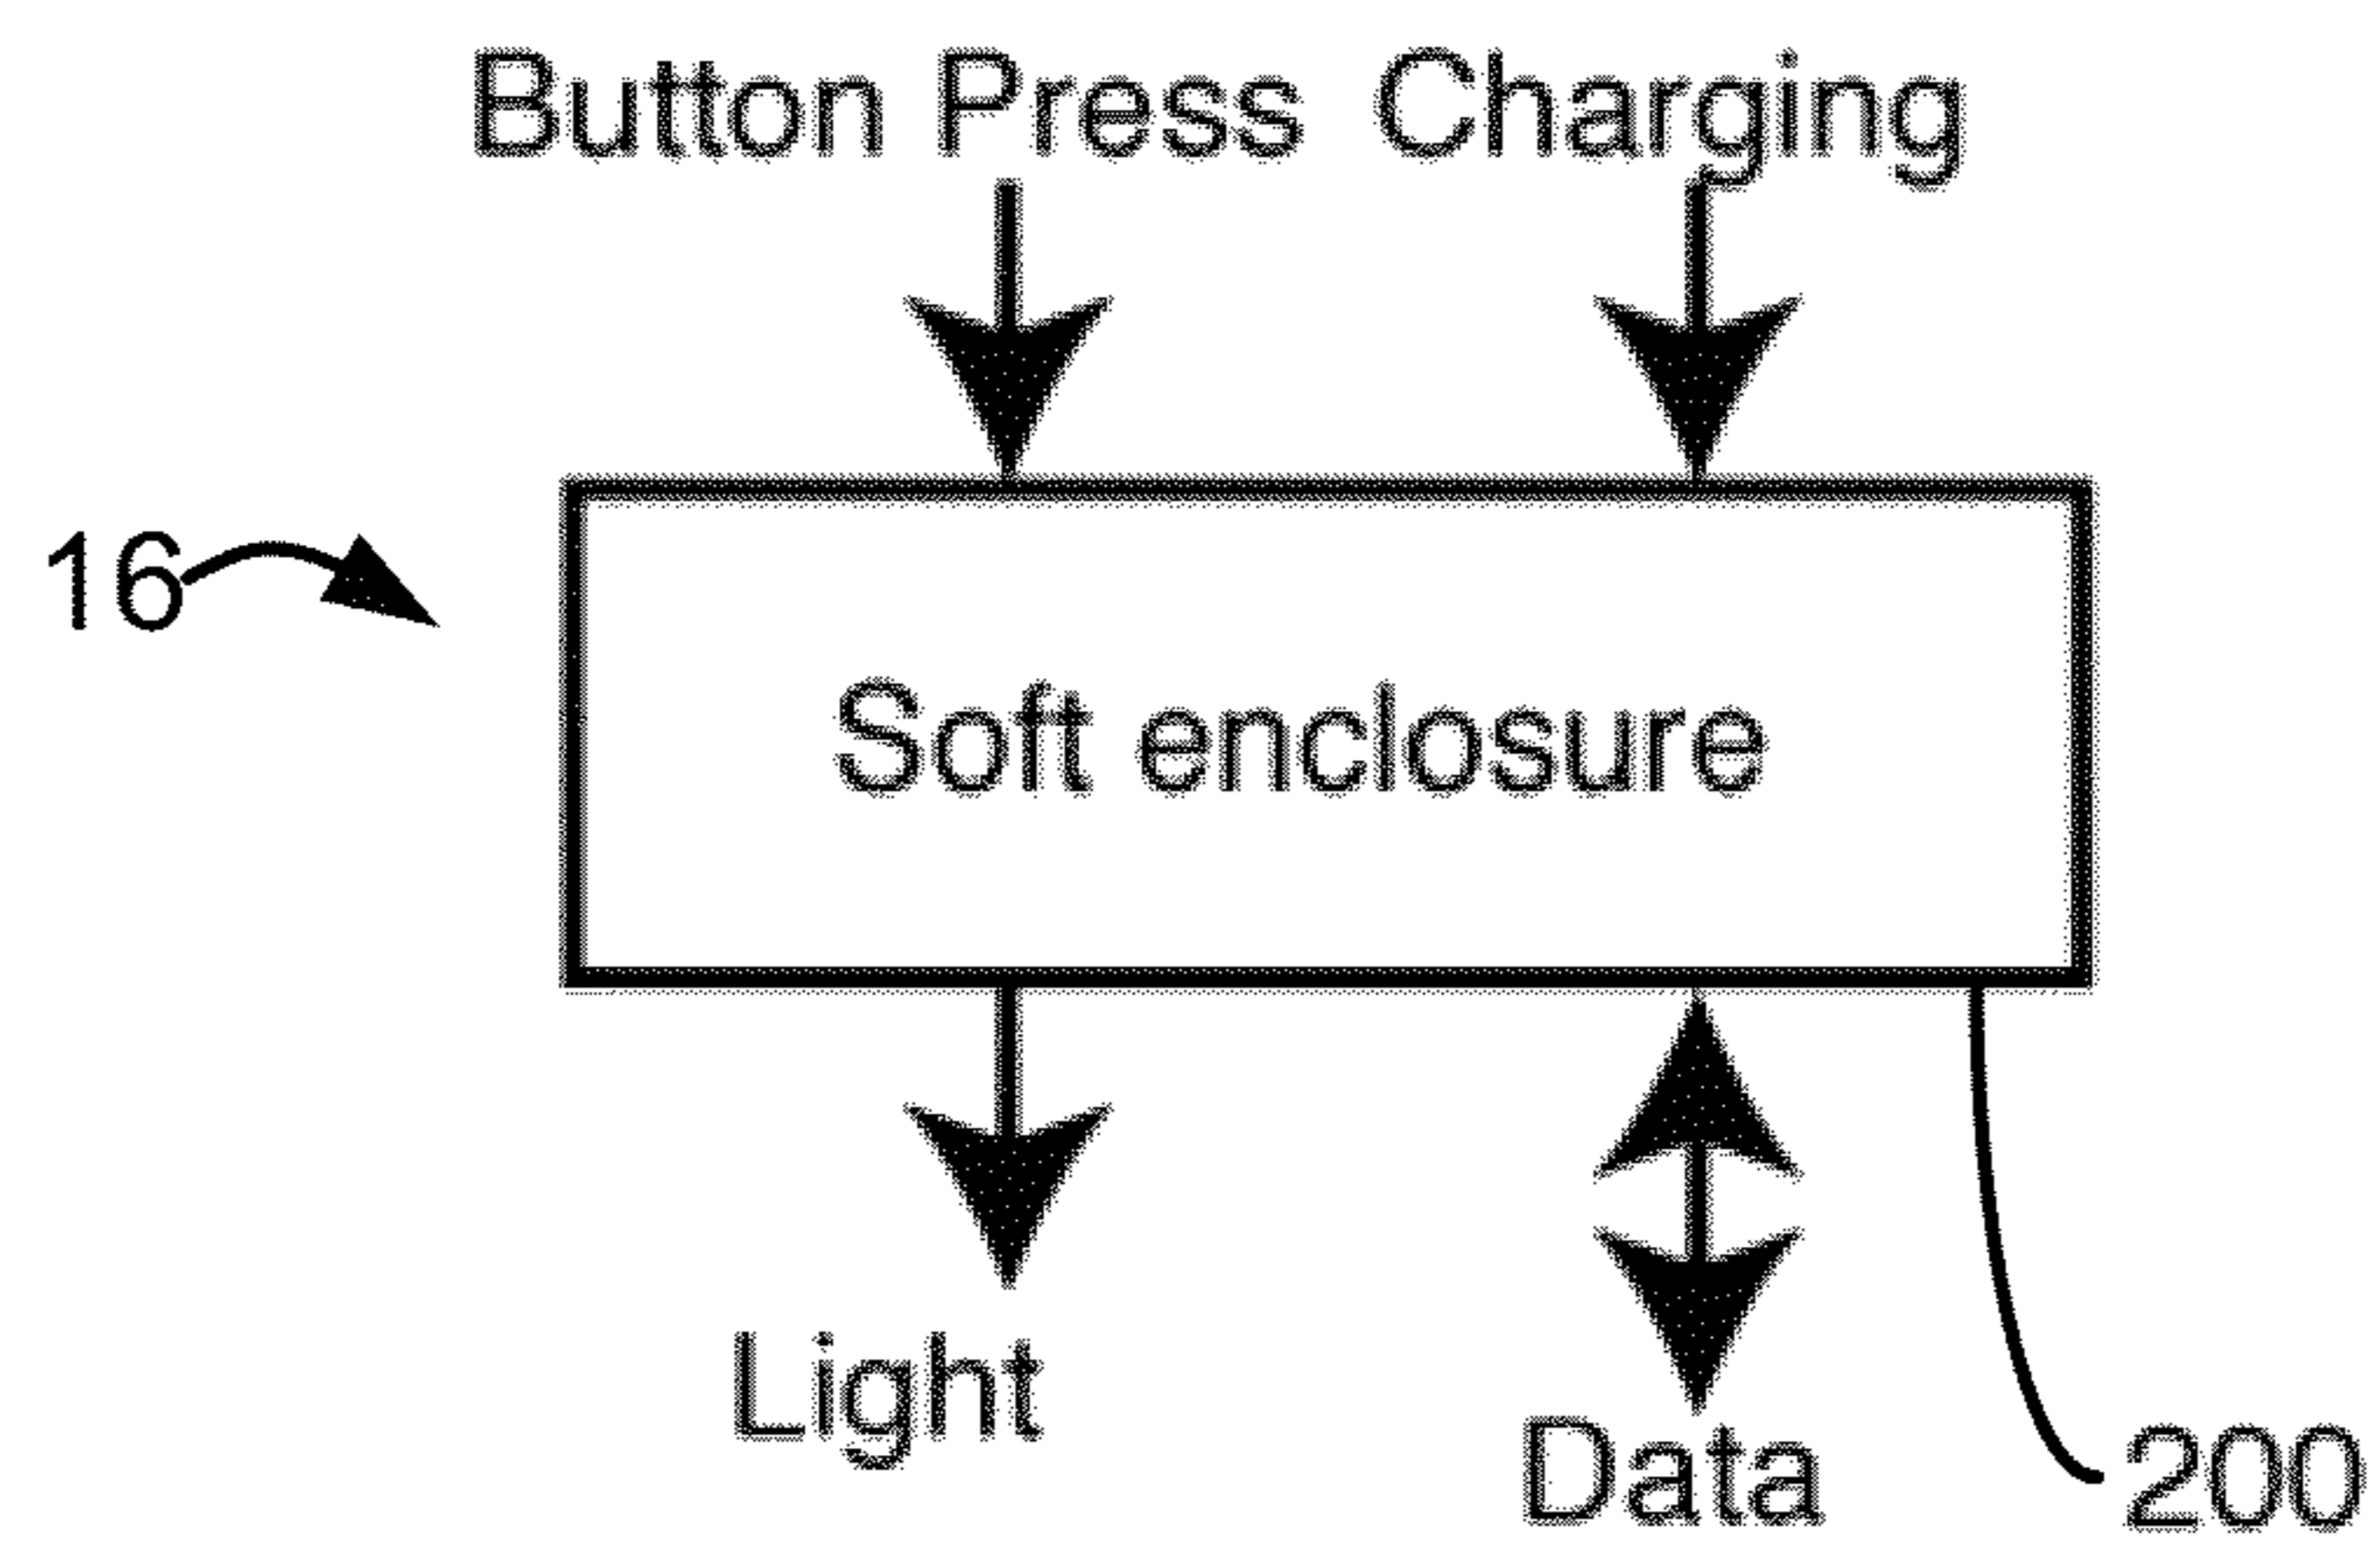 Button Press Charging
16
Soft enclosure
Light
Data
200